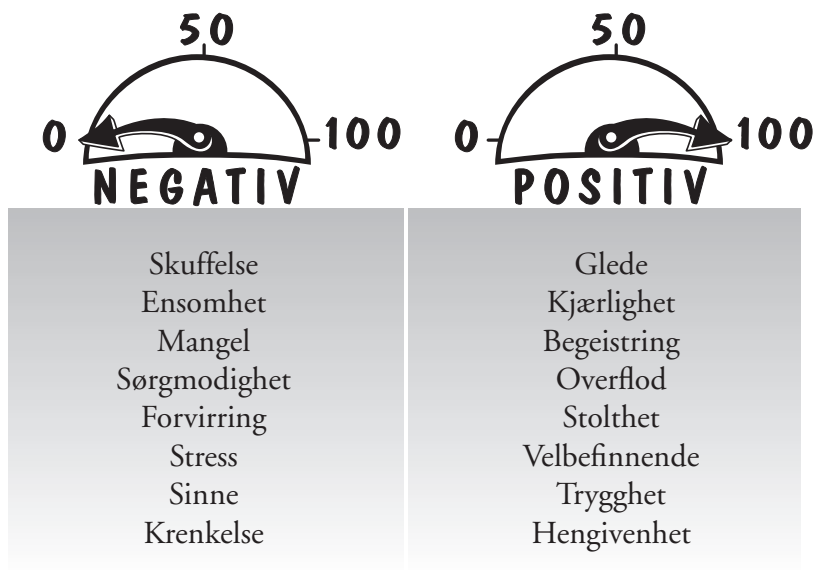 50
0
100
NEGATIV
Skuffelse
Ensomhet
Mangel
Sørgmodighet
Forvirring
Stress
Sinne
Krenkelse
50
0
100
POSITIV
Glede
Kjærlighet
Begeistring
Overflod
Stolthet
Velbefinnende
Trygghet
Hengivenhet